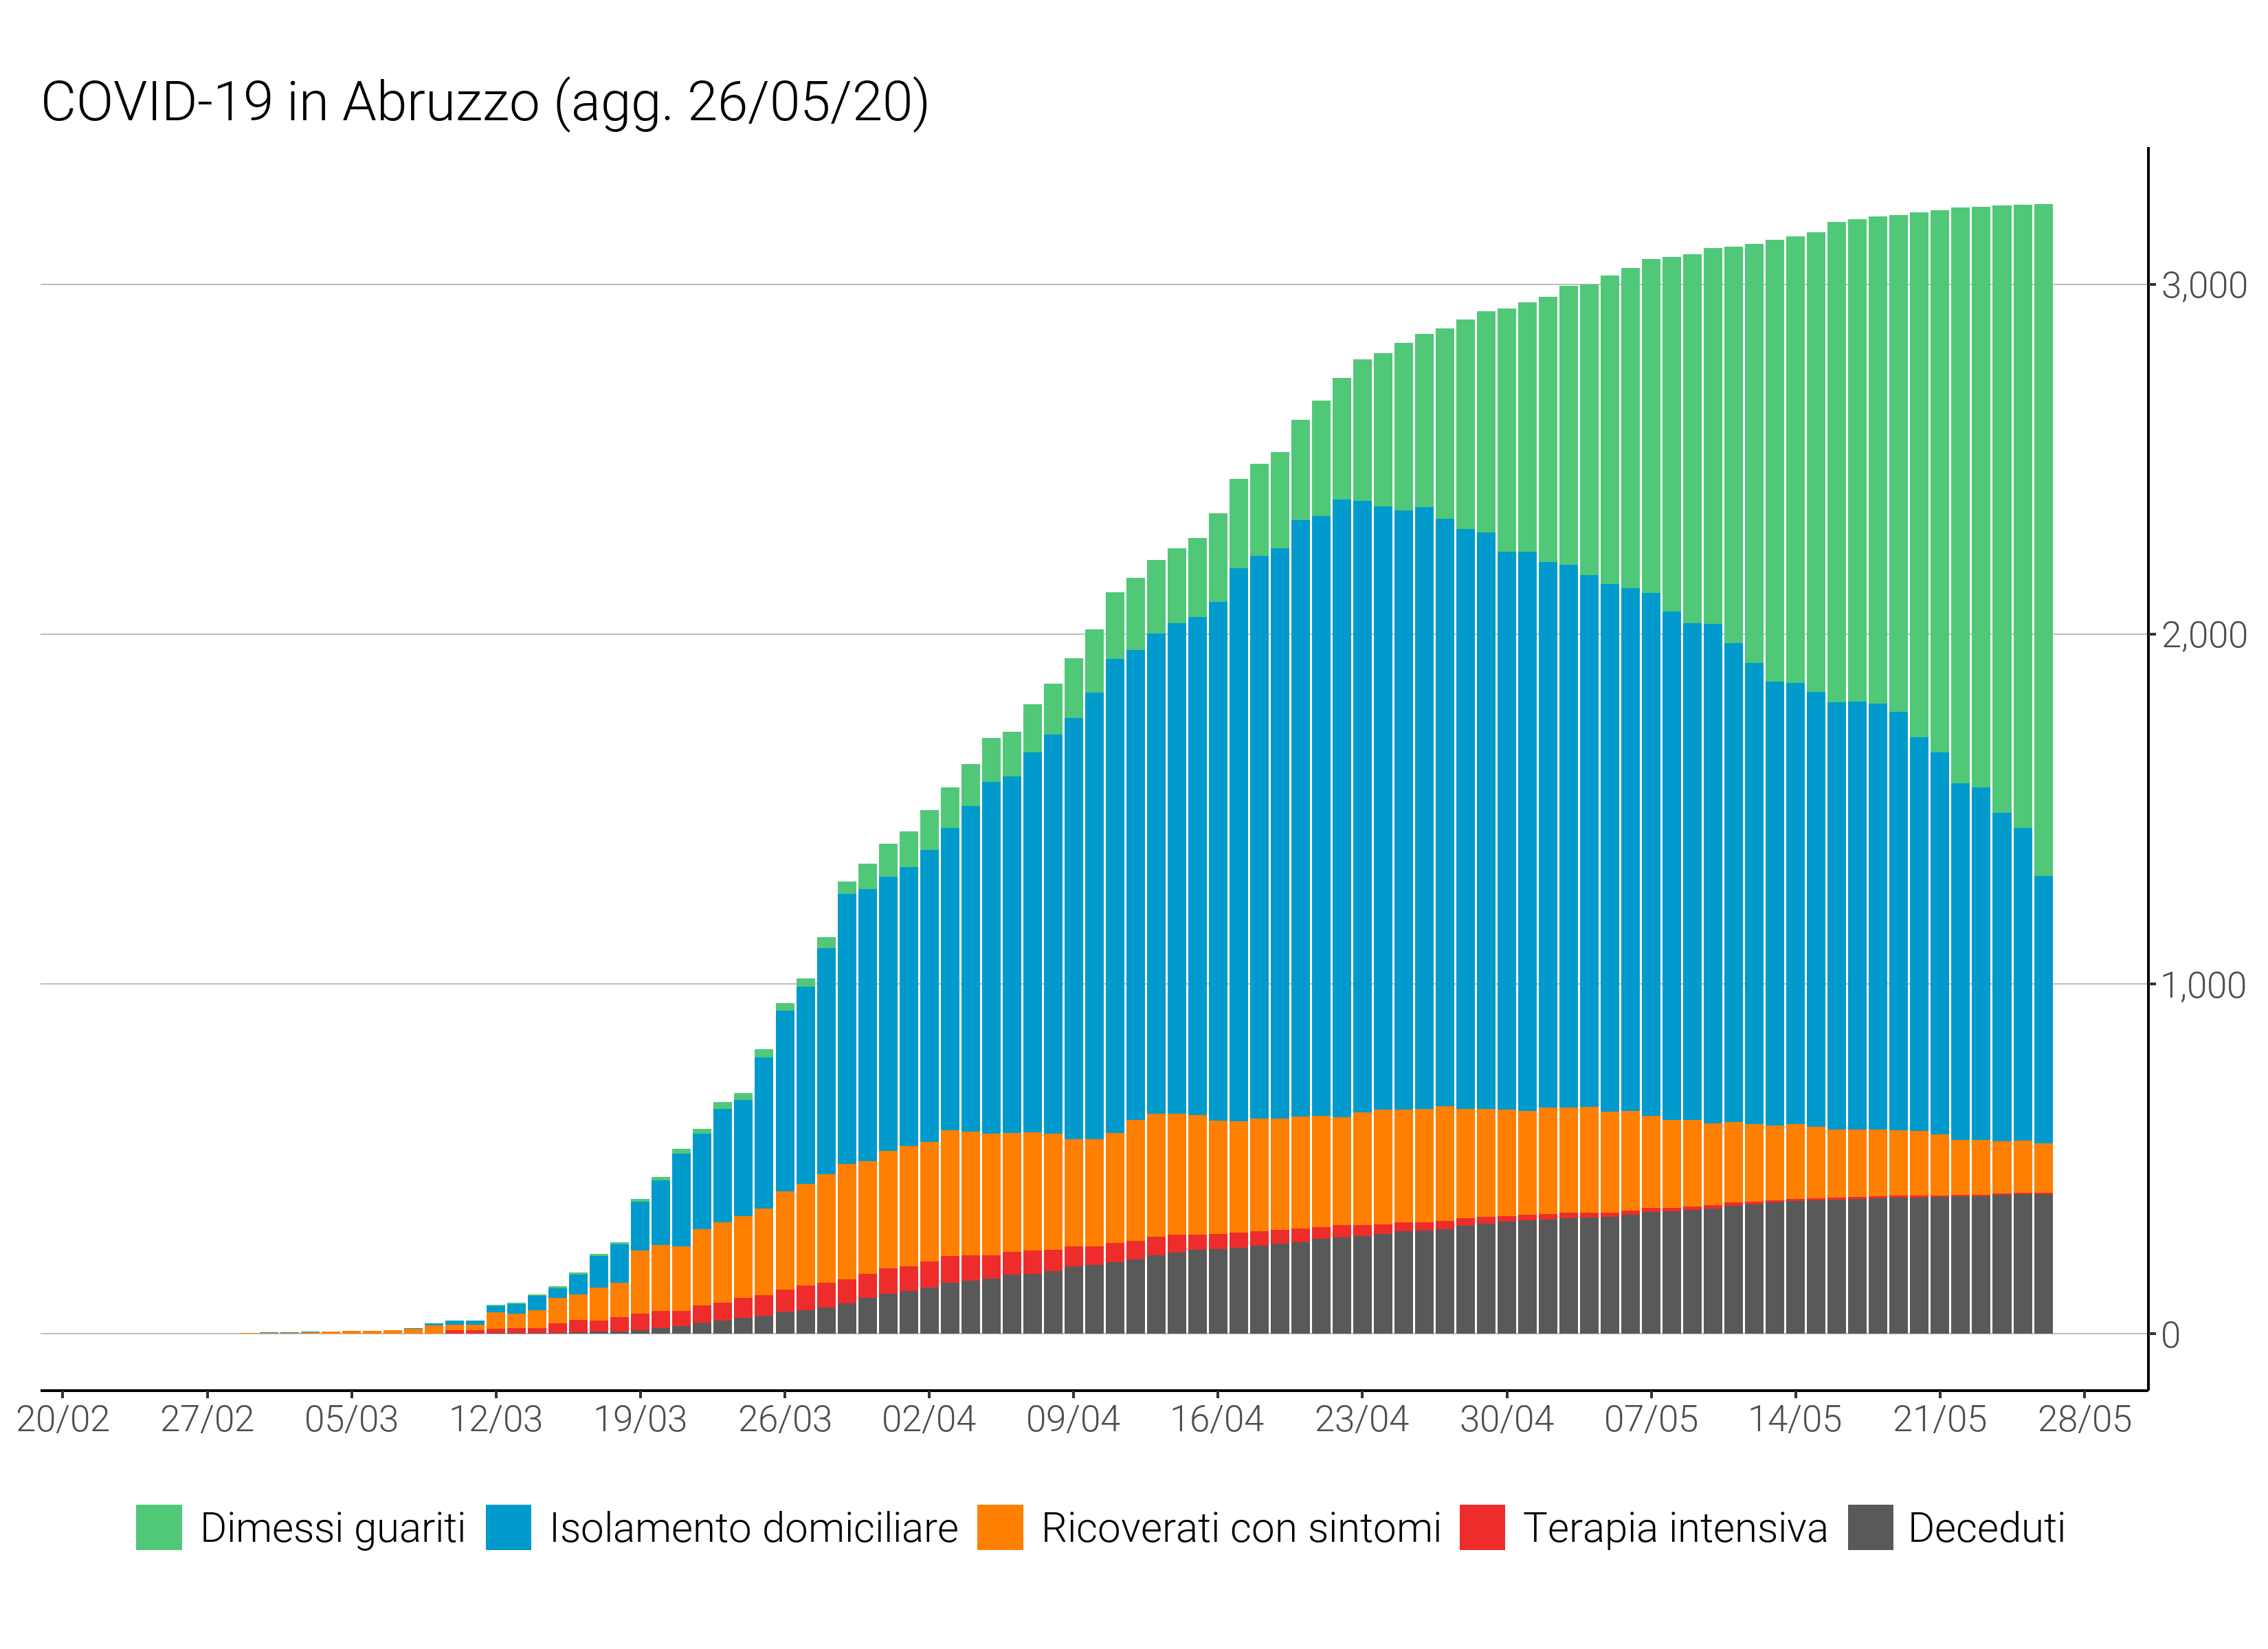 COVID-19 in Abruzzo (agg. 26/05/20)
3,000
2,000
1,000
0
20/02 27/02 05/03 12/03 19/03 26/03 02/04 09/04 16/04 23/04 30/04 07/05 14/05 21/05 28/05
Dimessi guariti Isolamento domiciliare Ricoverati con sintomi Terapia intensiva Deceduti